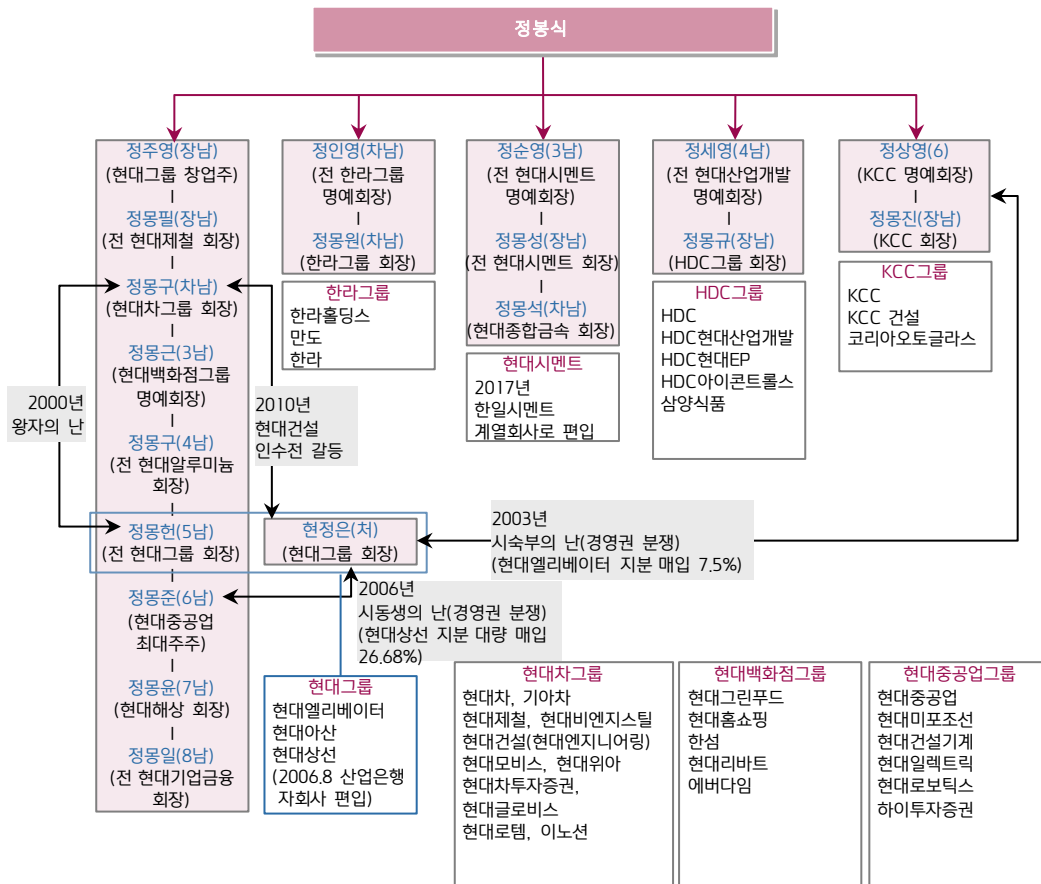 정봉식
정주영(장남)
(현대그룹 창업주)
정몽필(장남)
(전 현대제철 회장)
정몽구(차남)
(현대차그룹 회장)
정몽근(3남)
(현대백화점그룹
명예회장)
정몽구(4남)
(전 현대알루미늄
회장)
정몽헌(5남)
(전 현대그룹 회장)
정몽준(6남)
(현대중공업
최대주주)
정몽윤(7남)
(현대해상 회장)
정몽일(8남)
(전 현대기업금융
회장)
정인영(차남)
(전 한라그룹
명예회장)
정몽원(차남)
(한라그룹 회장)
한라그룹
한라홀딩스
만도
한라
정순영(3남)
(전 현대시멘트
명예회장)
정몽성(장남)
(전 현대시멘트 회장)
정몽석(차남)
(현대종합금속 회장)
현대시멘트
2017년
한일시멘트
계열회사로 편입
정세영(4남)
(전 현대산업개발
명예회장)
정몽규(장남)
(HDC그룹 회장)
HDC그룹
HDC
HDC현대산업개발
HDC현대EP
HDC아이콘트롤스
삼양식품
정상영(6)
(KCC 명예회장)
정몽진(장남)
(KCC 회장)
KCC그룹
KCC
KCC 건설
코리아오토글라스
2000년
왕자의 난
2010년
현대건설
인수전 갈등
현정은(처)
(현대그룹 회장)
2003년
시숙부의 난(경영권 분쟁)
(현대엘리베이터 지분 매입 7.5%)
2006년
시동생의 난(경영권 분쟁)
(현대상선 지분 대량 매입
26.68%)
현대그룹
현대엘리베이터
현대아산
현대상선
(2006.8 산업은행
자회사 편입)
현대차그룹
현대차, 기아차
현대제철, 현대비엔지스틸
현대건설(현대엔지니어링)
현대모비스, 현대위아
현대차투자증권,
현대글로비스
현대로템, 이노션
현대백화점그룹
현대그린푸드
현대홈쇼핑
한섬
현대리바트
에버다임
현대중공업그룹
현대중공업
현대미포조선
현대건설기계
현대일렉트릭
현대로보틱스
하이투자증권